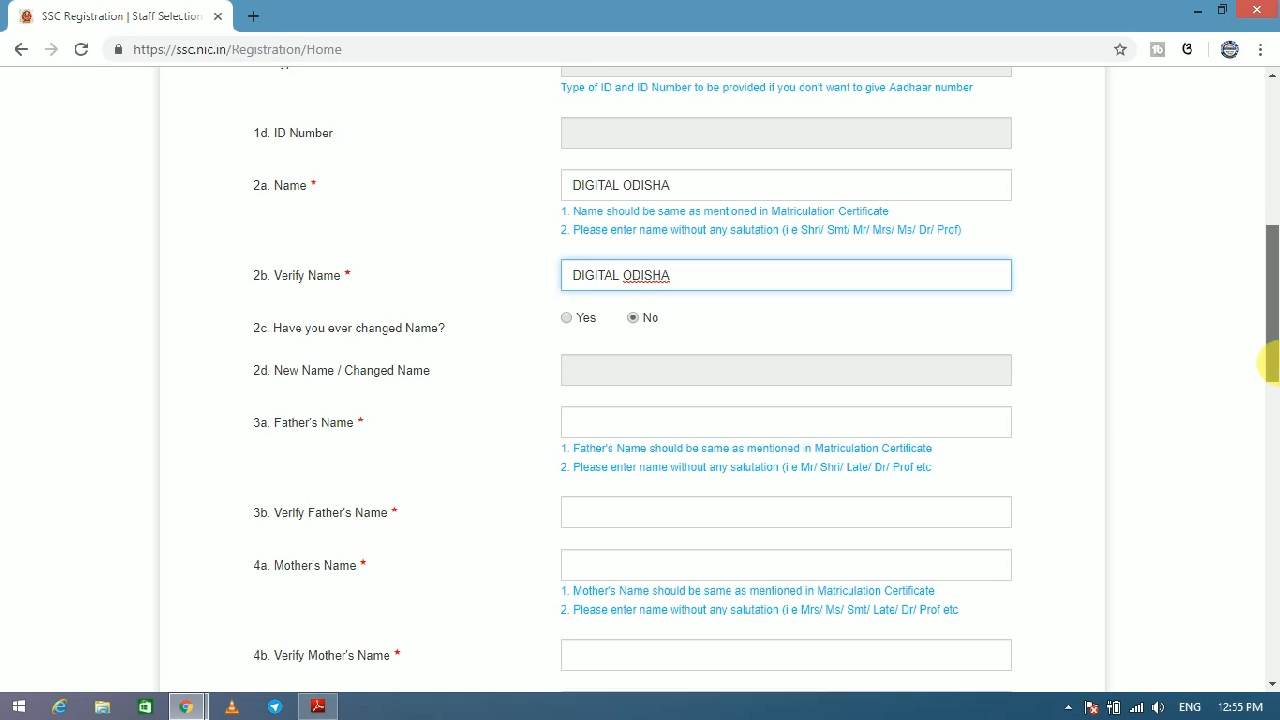 SSC Registration | Staff Selection
https://ssc.nic.in/Registration/Home
Type of ID and ID Number to be provided if you don't want to give Aadhaar number
1d. ID Number
2a. Name *
DIGITAL ODISHA
1. Name should be same as mentioned in Matriculation Certificate
2. Please enter name without any salutation (i e Shri/ Smt/ Mr/ Mrs/ Ms/ Dr/ Prof)
2b. Verify Name *
DIGITAL ODISHA
2c. Have you ever changed Name?
Yes No
2d. New Name / Changed Name
3a. Father's Name *
1. Father's Name should be same as mentioned in Matriculation Certificate
2. Please enter name without any salutation (i e Mr/ Shri/ Late/ Dr/ Prof etc
3b. Verify Father's Name *
4a. Mother's Name *
1. Mother's Name should be same as mentioned in Matriculation Certificate
2. Please enter name without any salutation (i e Mrs/ Ms/ Smt/ Late/ Dr/ Prof etc
4b. Verify Mother's Name *
ENG 12:55 PM